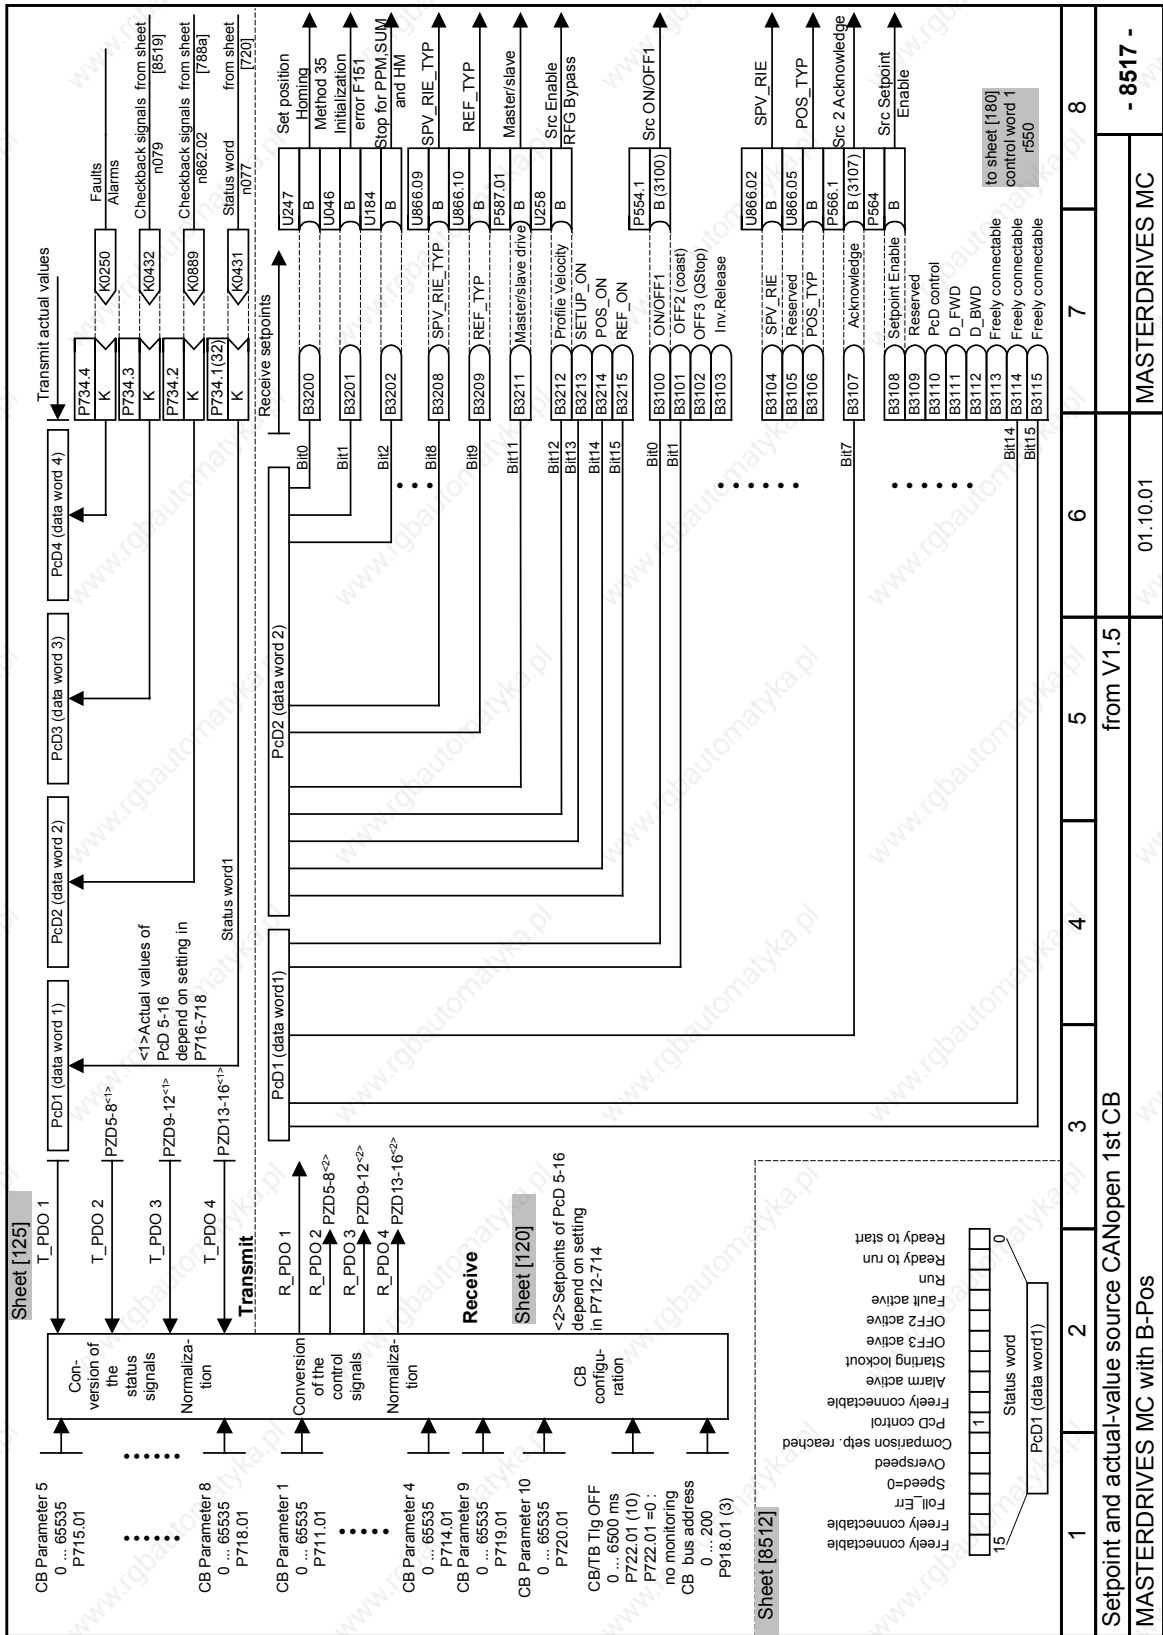 Sheet [125]
T_PDO 1
T_PDO 2
PZD5-8<1>
T_PDO 3
PZD9-12<1>
T_PDO 4
PZD13-16<1>
Transmit
PcD1 (data word 1)
PcD2 (data word 2)
PcD3 (data word 3)
PcD4 (data word 4)
<1>Actual values of
PcD 5-16
depend on setting in
P716-718
Status word1
Transmit actual values
P734.4
K
K0250
Faults
Alarms
P734.3
K
K0432
Checkback signals from sheet
n079
[8519]
P734.2
K
K0889
Checkback signals from sheet
n862.02
[788a]
P734.1(32)
K
K0431
Status word
n077
from sheet
[720]
CB Parameter 5
0 ... 65535
P715.01
CB Parameter 8
0 ... 65535
P718.01
CB Parameter 1
0 ... 65535
P711.01
CB Parameter 4
0 ... 65535
P714.01
CB Parameter 9
0 ... 65535
P719.01
CB Parameter 10
0 ... 65535
P720.01
CB/TB Tlg OFF
0 ...6500 ms
P722.01 (10)
P722.01 =0 :
no monitoring
CB bus address
0 ... 200
P918.01 (3)
Con-
version of
the
status
signals
Normaliza-
tion
Conversion
of the
control
signals
Normaliza-
tion
CB
configu-
ration
R_PDO 1
R_PDO 2
PZD5-8<2>
R_PDO 3
PZD9-12<2>
R_PDO 4
PZD13-16<2>
Receive
Sheet [120]
<2>Setpoints of PcD 5-16
depend on setting
in P712-714
PcD1 (data word1)
PcD2 (data word 2)
Receive setpoints
Bit0
B3200
U247
B
Set position
Homing
Method 35
Bit1
B3201
U046
B
Initialization
error F151
Bit2
B3202
U184
B
Stop for PPM,SUM
and HM
Bit8
B3208
SPV_RIE_TYP
U866.09
B
SPV_RIE_TYP
Bit9
B3209
REF_TYP
U866.10
B
REF_TYP
Bit11
B3211
Master/slave drive
P587.01
B
Master/slave
Bit12
B3212
Profile Velocity
U258
B
Src Enable
RFG Bypass
Bit13
B3213
SETUP_ON
Bit14
B3214
POS_ON
Bit15
B3215
REF_ON
Bit0
B3100
ON/OFF1
P554.1
B (3100)
Src ON/OFF1
Bit1
B3101
OFF2 (coast)
B3102
OFF3 (QStop)
B3103
Inv.Release
B3104
SPV_RIE
U866.02
B
SPV_RIE
B3105
Reserved
B3106
POS_TYP
U866.05
B
POS_TYP
Bit7
B3107
Acknowledge
P566.1
B (3107)
Src 2 Acknowledge
B3108
Setpoint Enable
P564
B
Src Setpoint
Enable
B3109
Reserved
B3110
PcD control
B3111
D_FWD
B3112
D_BWD
B3113
Freely connectable
Bit14
B3114
Freely connectable
Bit15
B3115
Freely connectable
to sheet [180]
control word 1
r550
Sheet [8512]
Freely connectable
Freely connectable
Foll_Err
Speed=0
Overspeed
Comparison setp. reached
PcD control
Freely connectable
Alarm active
Starting lockout
OFF3 active
OFF2 active
Fault active
Run
Ready to run
Ready to start
1
15
0
Status word
PcD1 (data word1)
1 2 3 4 5 6 7 8
Setpoint and actual-value source CANopen 1st CB
from V1.5
- 8517 -
MASTERDRIVES MC with B-Pos
01.10.01
MASTERDRIVES MC
www.rgbautomatyka.pl